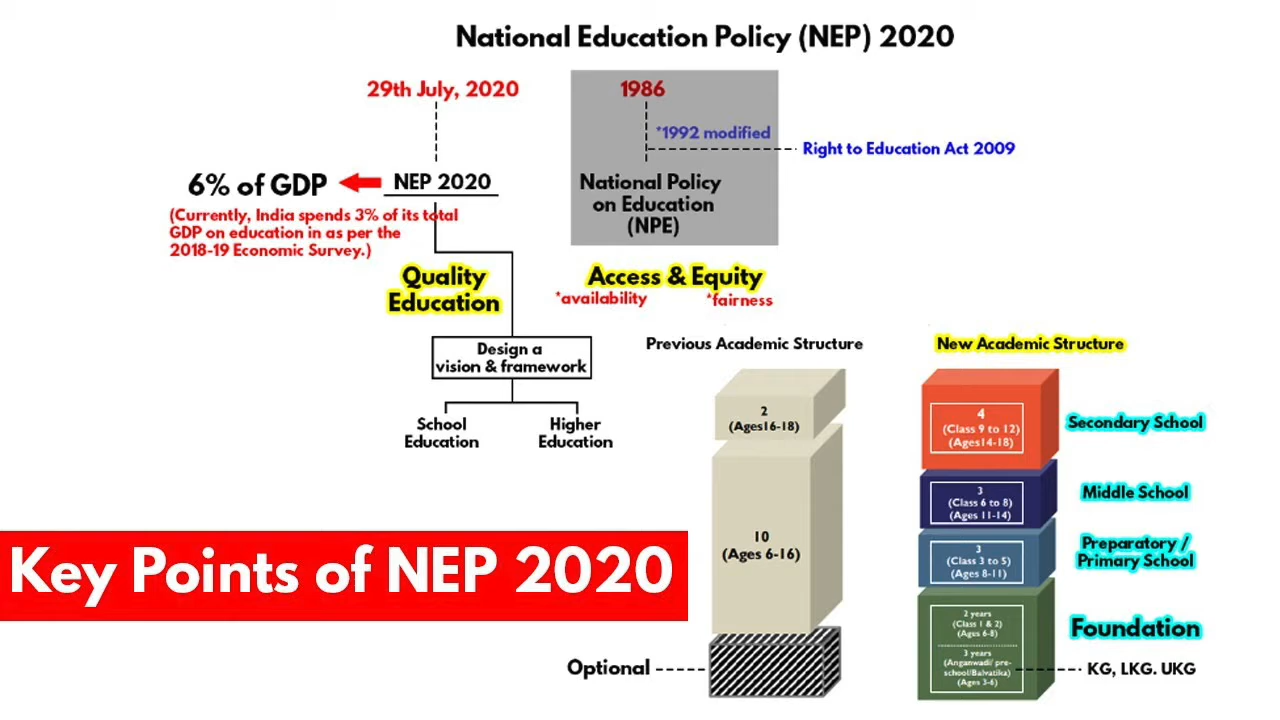 National Education Policy (NEP) 2020
29th July, 2020
1986
*1992 modified
Right to Education Act 2009
6% of GDP
NEP 2020
National Policy
on Education
(NPE)
(Currently, India spends 3% of its total
GDP on education in as per the
2018-19 Economic Survey.)
Quality
Education
Access & Equity
*availability
*fairness
Design a
vision & framework
School
Education
Higher
Education
Previous Academic Structure
2
(Ages16-18)
10
(Ages 6-16)
Optional
New Academic Structure
4
(Class 9 to 12)
(Ages14-18)
Secondary School
3
(Class 6 to 8)
(Ages 11-14)
Middle School
3
(Class 3 to 5)
(Ages 8-11)
Preparatory /
Primary School
2 years
(Class 1 & 2)
(Ages 6-8)
Foundation
3 years
(Anganwadi/ pre-
school/Balvatika)
(Ages 3-6)
KG, LKG. UKG
Key Points of NEP 2020